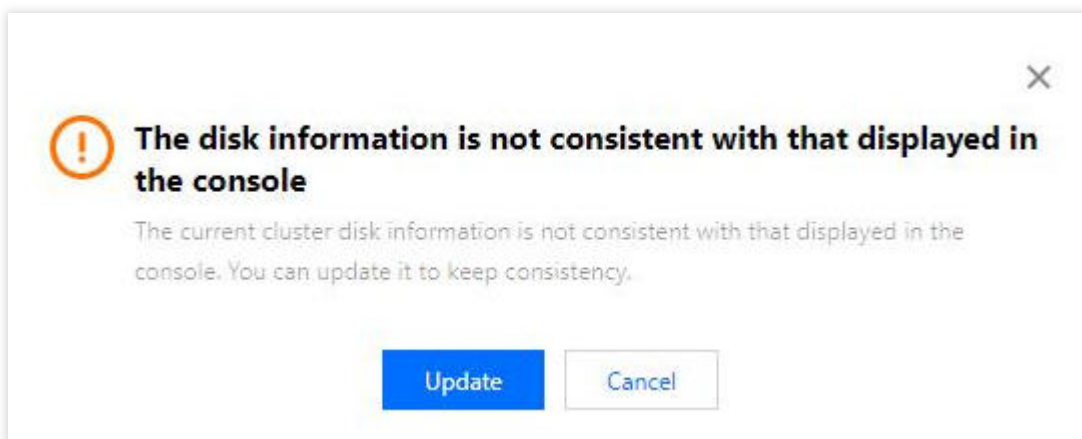 The disk information is not consistent with that displayed in
the console
The current cluster disk information is not consistent with that displayed in the
console. You can update it to keep consistency.
Update
Cancel